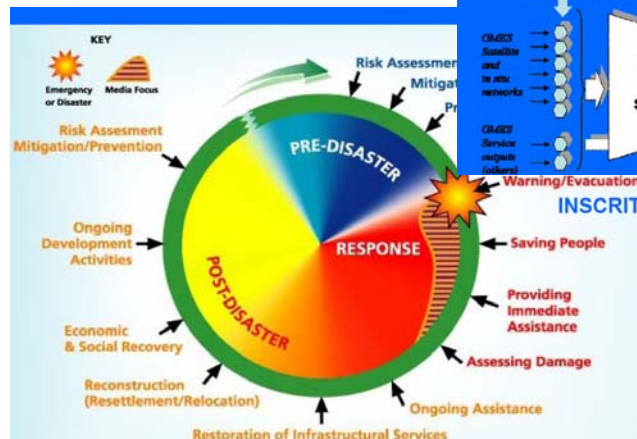 KEY
Emergency
or Disaster
Media Focus
Risk Assessment
Mitigat
Pr
Warning/Evacuation
Saving People
Providing
Immediate
Assistance
Assessing Damage
Ongoing Assistance
Restoration of Infrastructural Services
Reconstruction
(Resettlement/Relocation)
Economic
& Social Recovery
Ongoing
Development
Activities
Risk Assesment
Mitigation/Prevention
PRE-DISASTER
RESPONSE
POST-DISASTER
GMES
Satellite
and
in situ
networks
GMES
Service
outputs
(others)
S
INSCRIT